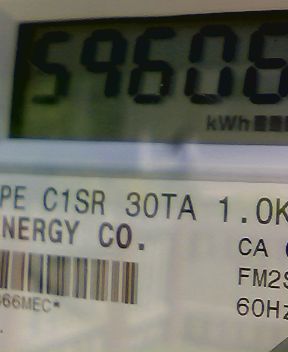 59606
kWh
PE C1SR 30TA 1.0K
NERGY CO.
CA
FM2S
66MEC*
60Hz